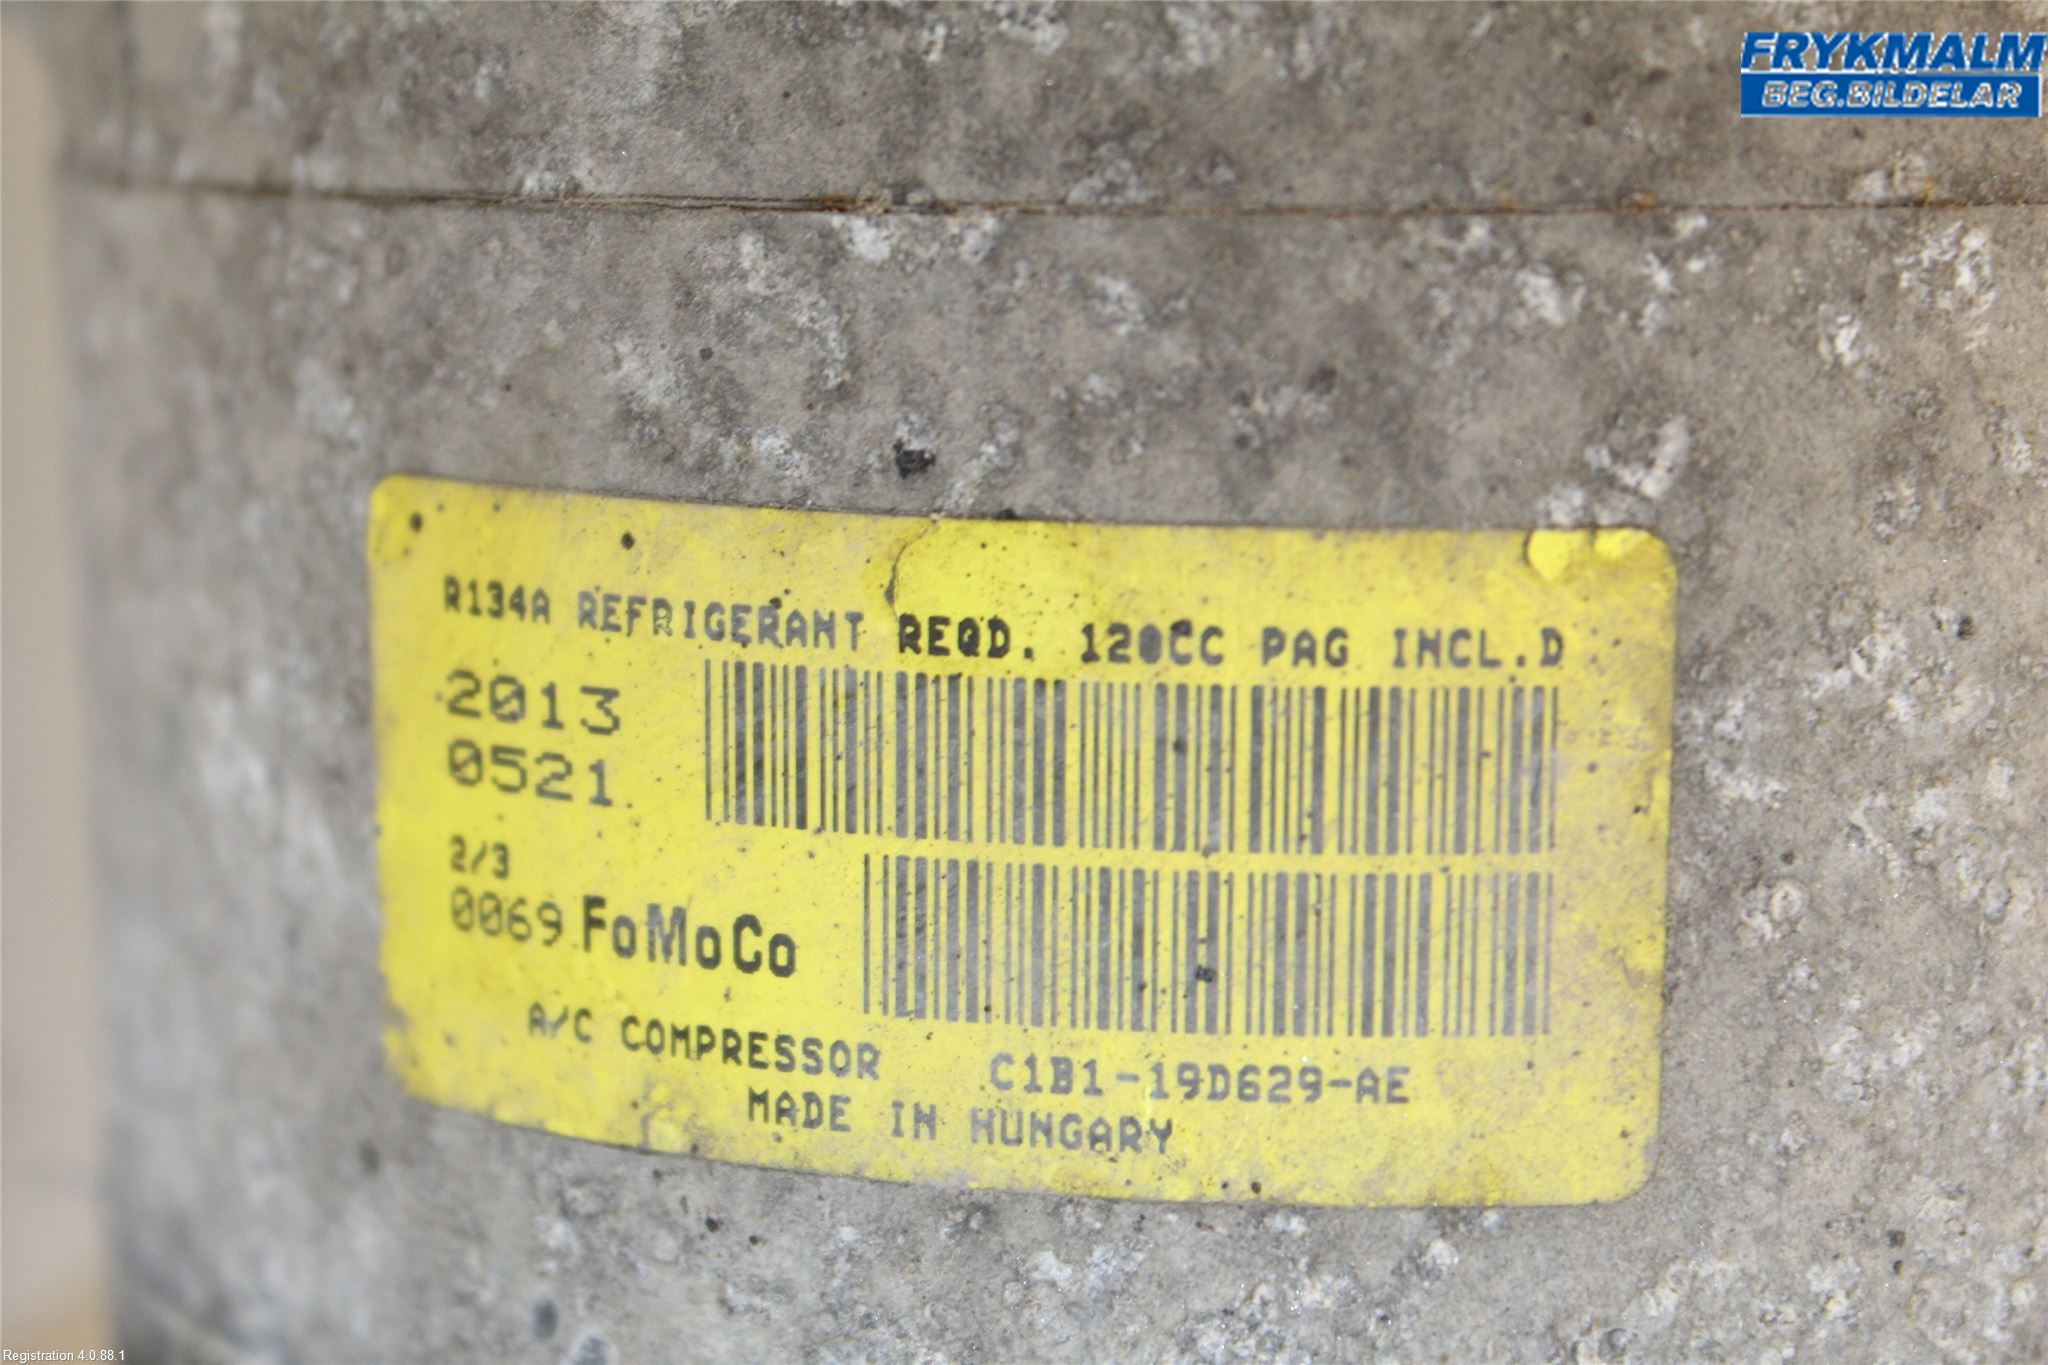 FRYKMALM
BEG.BILDELAR
R134A REFRIGERANT REQD. 120CC PAG INCL.D
2013
0521
2/3
0069 FoMoCo
A/C COMPRESSOR C1B1-19D629-AE
MADE IN HUNGARY
Registration 4.0.88.1